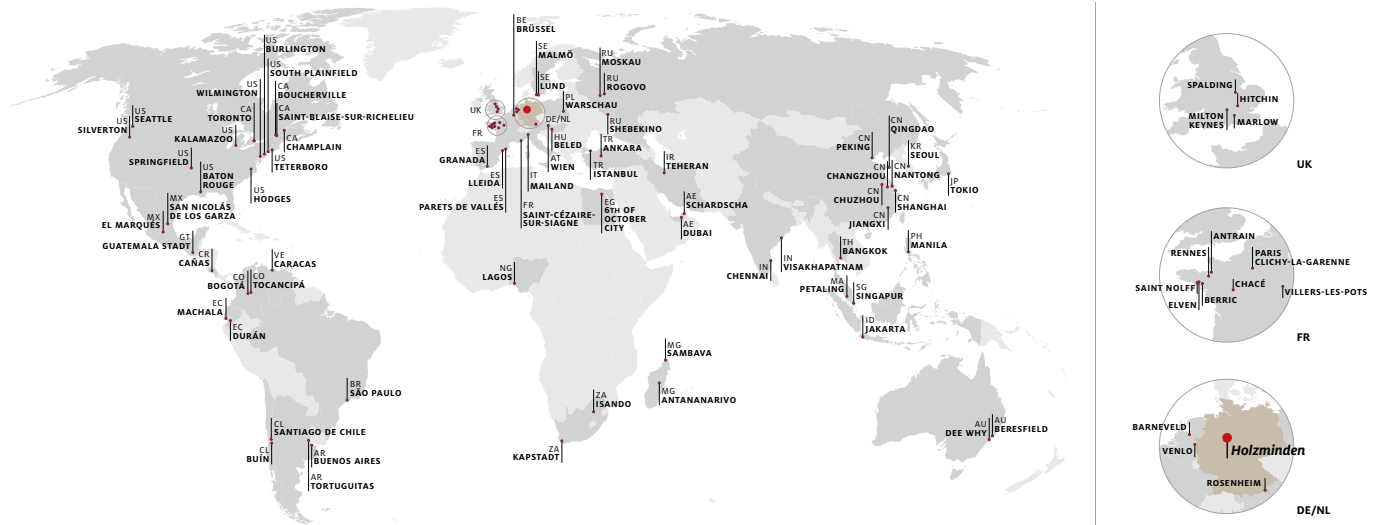 US
BURLINGTON
US
SOUTH PLAINFIELD
US
WILMINGTON
CA
BOUCHERVILLE
CA
TORONTO
CA
SAINT-BLAISE-SUR-RICHELIEU
US
SEATTLE
US
SILVERTON
US
KALAMAZOO
CA
CHAMPLAIN
US
SPRINGFIELD
US
TETERBORO
US
BATON
ROUGE
US
HODGES
MX
SAN NICOLÁS
DE LOS GARZA
MX
EL MARQUÉS
GT
GUATEMALA STADT
CR
CAÑAS
VE
CARACAS
CO
BOGOTÁ
CO
TOCANCIPÁ
EC
MACHALA
EC
DURÁN
BR
SÃO PAULO
CL
SANTIAGO DE CHILE
CL
BUÍN
AR
BUENOS AIRES
AR
TORTUGUITAS
BE
BRÜSSEL
SE
MALMÖ
SE
LUND
RU
MOSKAU
RU
ROGOVO
PL
WARSCHAU
UK
DE/NL
FR
RU
SHEBEKINO
HU
BELED
TR
ANKARA
ES
GRANADA
AT
WIEN
TR
ISTANBUL
IR
TEHERAN
ES
LLEIDA
IT
MAILAND
ES
PARETS DE VALLÉS
FR
SAINT-CÉZAIRE-
SUR-SIAGNE
EG
6TH OF
OCTOBER
CITY
AE
SCHARDSCHA
AE
DUBAI
NG
LAGOS
MG
SAMBAVA
MG
ANTANANARIVO
ZA
ISANDO
ZA
KAPSTADT
CN
QINGDAO
CN
PEKING
KR
SEOUL
CN
CHANGZHOU
CN
NANTONG
JP
TOKIO
CN
CHUZHOU
CN
SHANGHAI
CN
JIANGXI
PH
MANILA
TH
BANGKOK
IN
CHENNAI
IN
VISAKHAPATNAM
MA
PETALING
SG
SINGAPUR
ID
JAKARTA
AU
DEE WHY
AU
BERESFIELD
SPALDING
HITCHIN
MILTON
KEYNES
MARLOW
UK
ANTRAIN
RENNES
PARIS
CLICHY-LA-GARENNE
SAINT NOLFF
CHACÉ
VILLERS-LES-POTS
ELVEN
BERRIC
FR
BARNEVELD
VENLO
Holzminden
ROSENHEIM
DE/NL